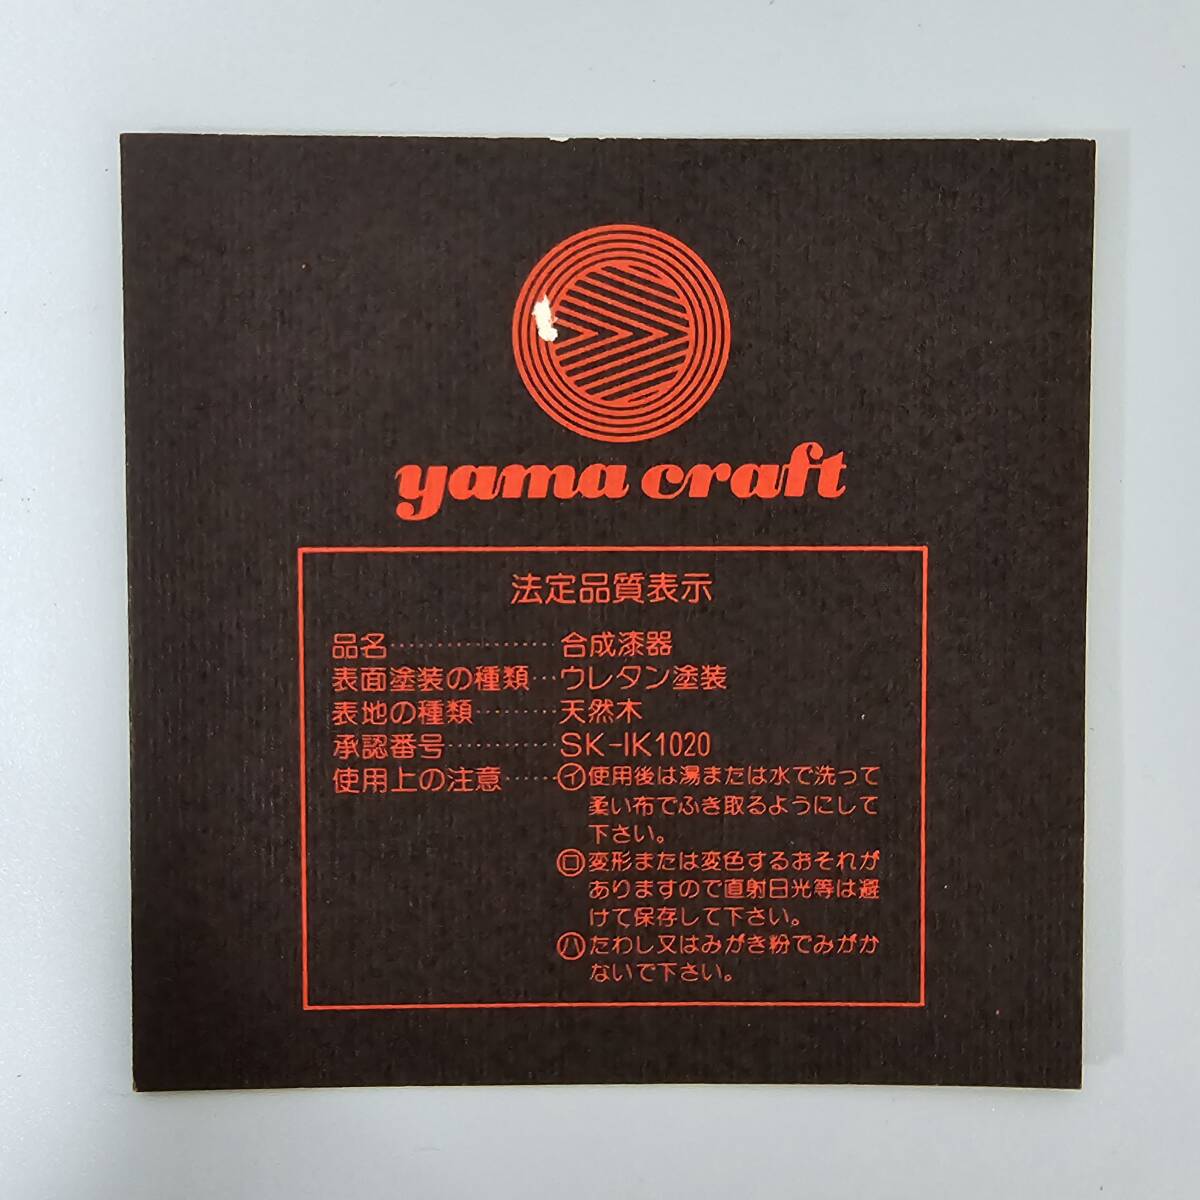 yama craft
法定品質表示
品名‥‥‥‥‥‥‥‥合成漆器
表面塗装の種類‥ウレタン塗装
表地の種類‥‥‥‥天然木
承認番号‥‥‥‥‥SK-IK1020
使用上の注意‥‥㋑使用後は湯または水で洗って
柔い布でふき取るようにして
下さい。
㋺変形または変色するおそれが
ありますので直射日光等は避
けて保存して下さい。
㋩たわし又はみがき粉でみがか
ないで下さい。